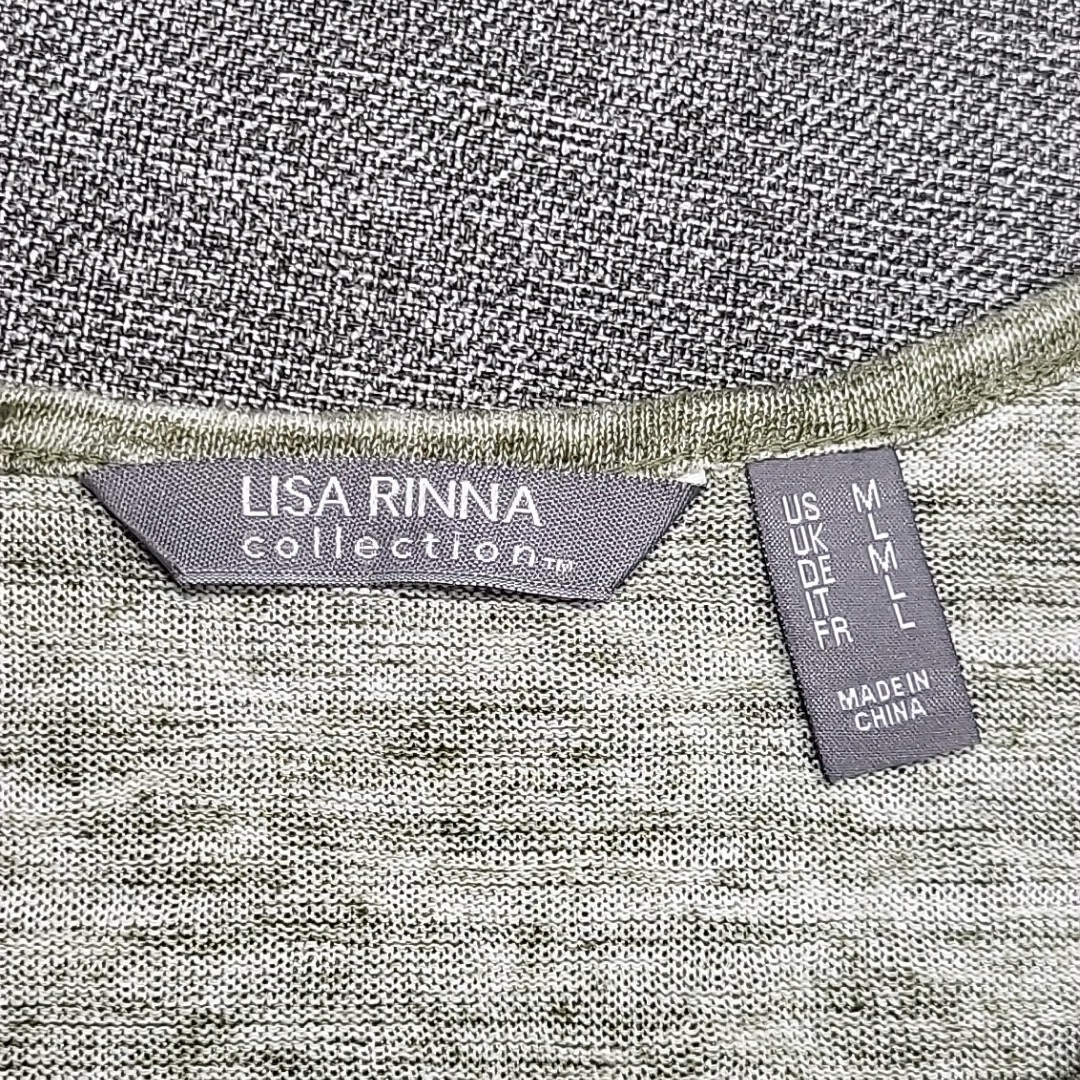 LISA RINNA
collection™
US M
UK L
DE M
IT L
FR L
MADE IN
CHINA